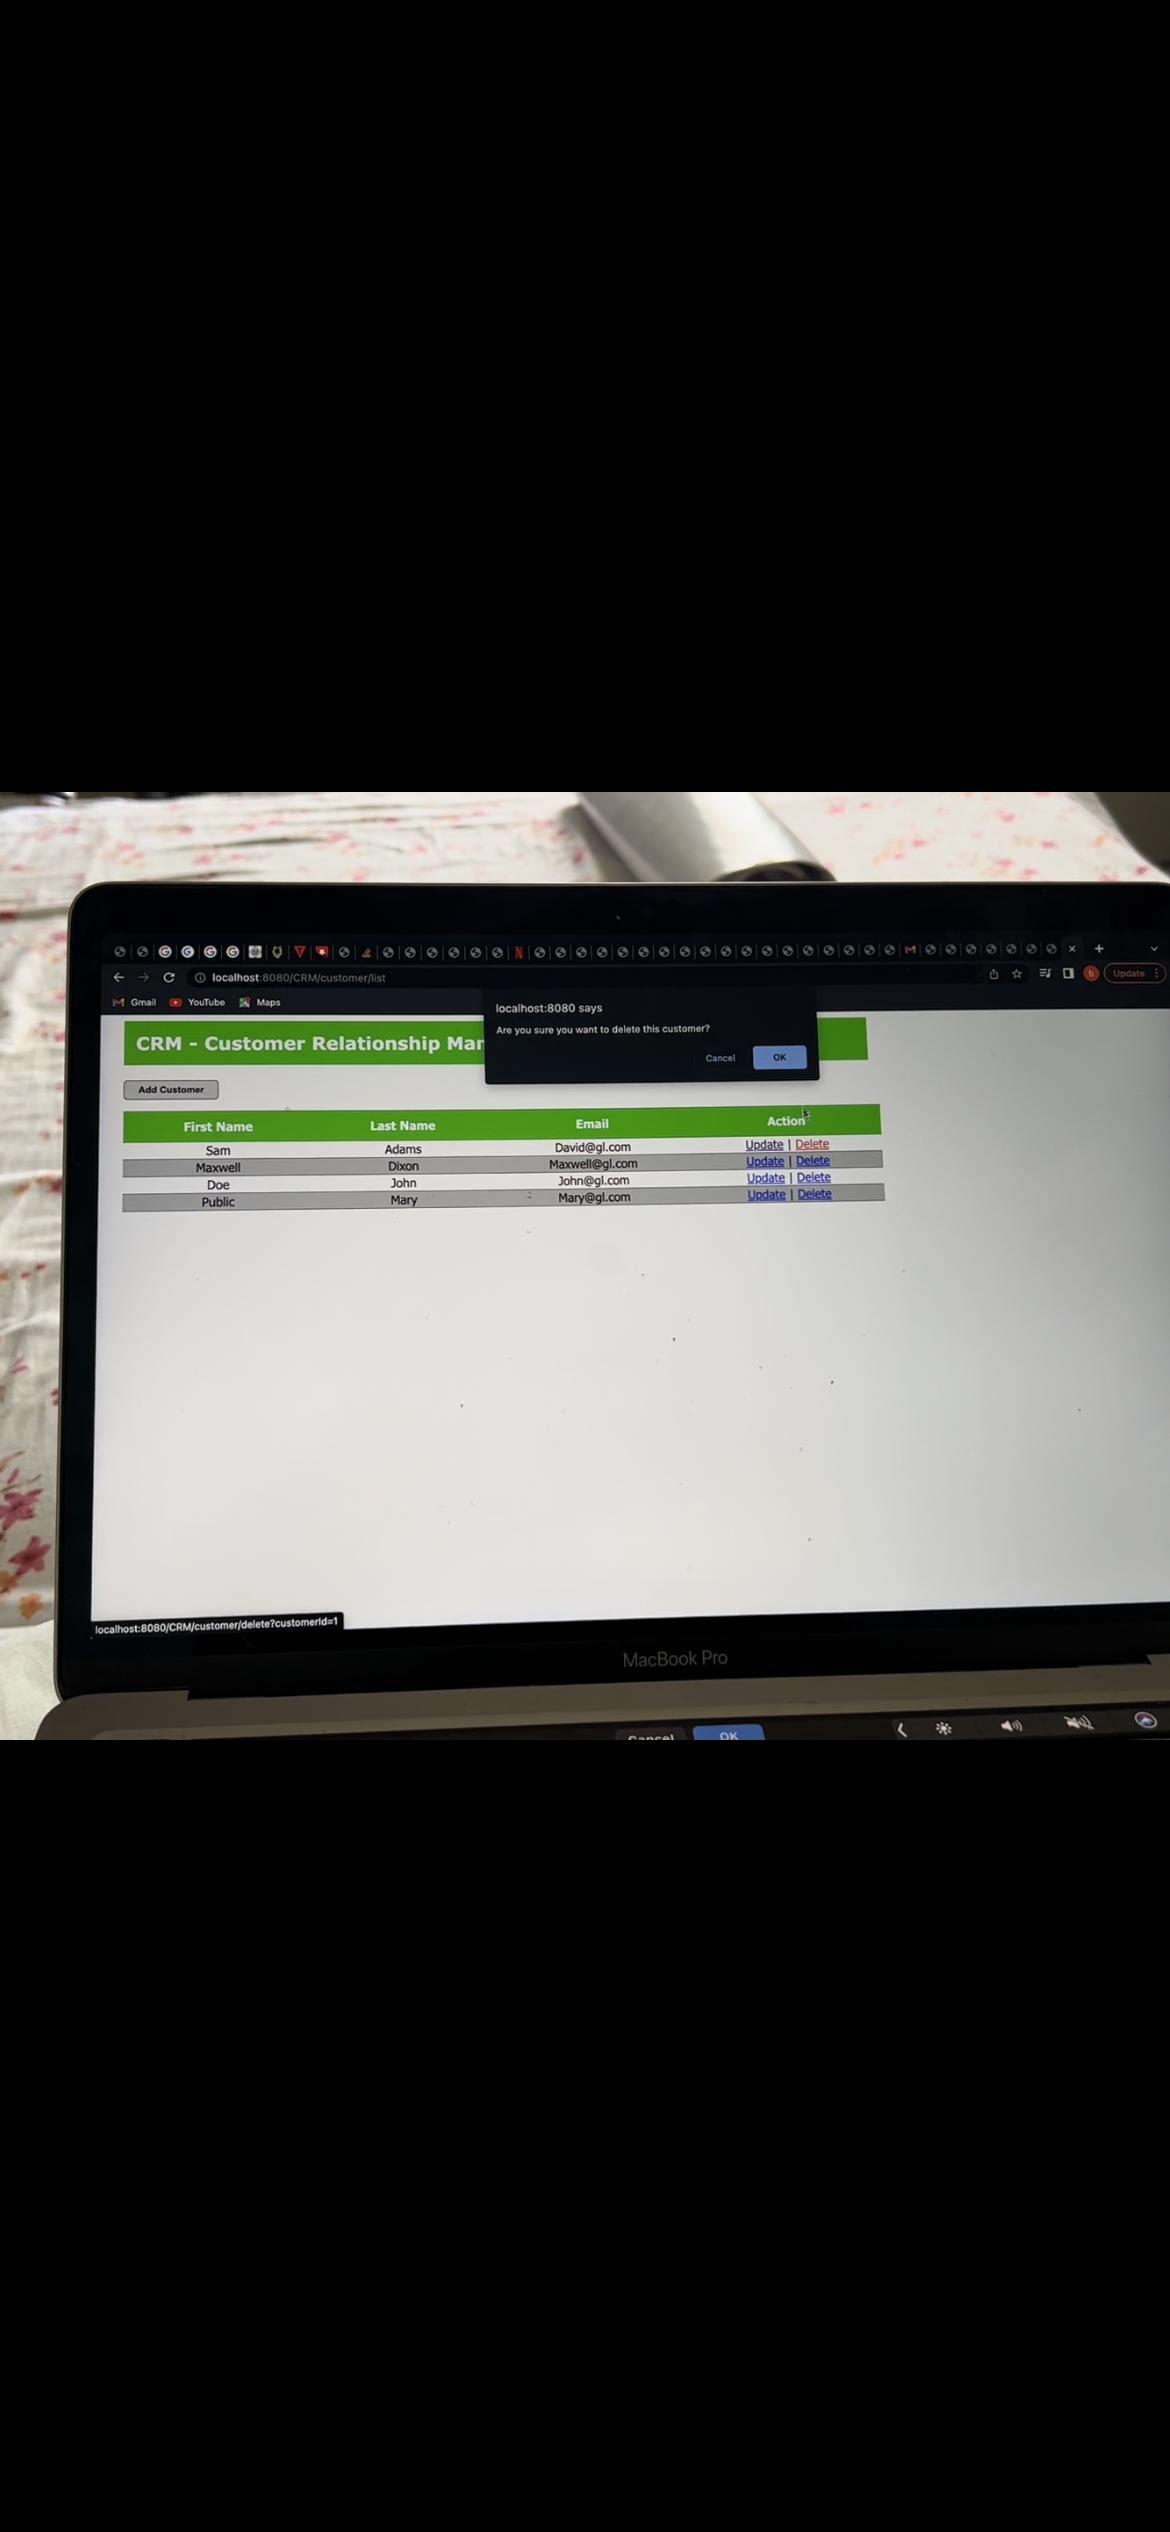 localhost:8080/CRM/customer/list
Update
Gmail YouTube Maps
localhost:8080 says
Are you sure you want to delete this customer?
Cancel OK
CRM - Customer Relationship Man
Add Customer
First Name Last Name Email Action
Sam Adams David@gl.com Update | Delete
Maxwell Dixon Maxwell@gl.com Update | Delete
Doe John John@gl.com Update | Delete
Public Mary Mary@gl.com Update | Delete
localhost:8080/CRM/customer/delete?customerId=1
MacBook Pro
Cancel OK